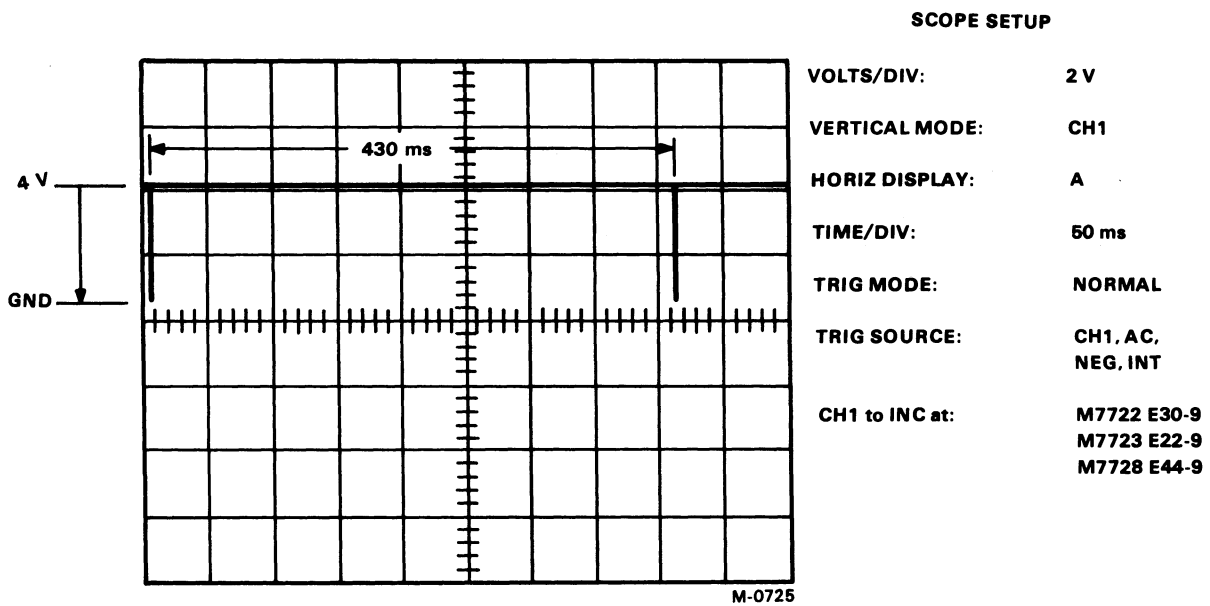 SCOPE SETUP
VOLTS/DIV: 2 V
VERTICAL MODE: CH1
430 ms
4 V
HORIZ DISPLAY: A
TIME/DIV: 50 ms
GND
TRIG MODE: NORMAL
TRIG SOURCE: CH1, AC,
NEG, INT
CH1 to INC at: M7722 E30-9
M7723 E22-9
M7728 E44-9
M-0725